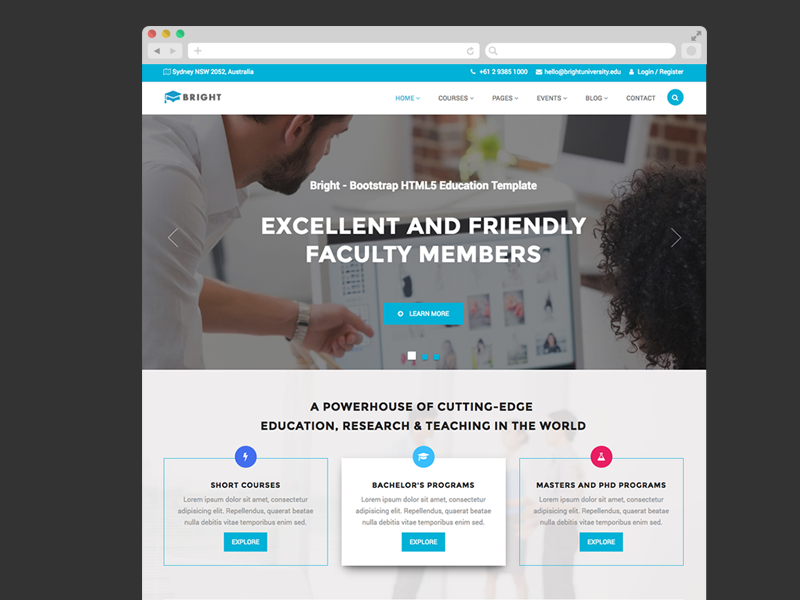 Sydney NSW 2052, Australia
+61 2 9385 1000 hello@brightuniversity.edu Login / Register
BRIGHT
HOME COURSES PAGES EVENTS BLOG CONTACT
Bright - Bootstrap HTML5 Education Template
EXCELLENT AND FRIENDLY
FACULTY MEMBERS
LEARN MORE
A POWERHOUSE OF CUTTING-EDGE
EDUCATION, RESEARCH & TEACHING IN THE WORLD
SHORT COURSES
Lorem ipsum dolor sit amet, consectetur
adipisicing elit. Repellendus, quaerat beatae
nulla debitis vitae temporibus enim sed.
EXPLORE
BACHELOR'S PROGRAMS
Lorem ipsum dolor sit amet, consectetur
adipisicing elit. Repellendus, quaerat beatae
nulla debitis vitae temporibus enim sed.
EXPLORE
MASTERS AND PHD PROGRAMS
Lorem ipsum dolor sit amet, consectetur
adipisicing elit. Repellendus, quaerat beatae
nulla debitis vitae temporibus enim sed.
EXPLORE